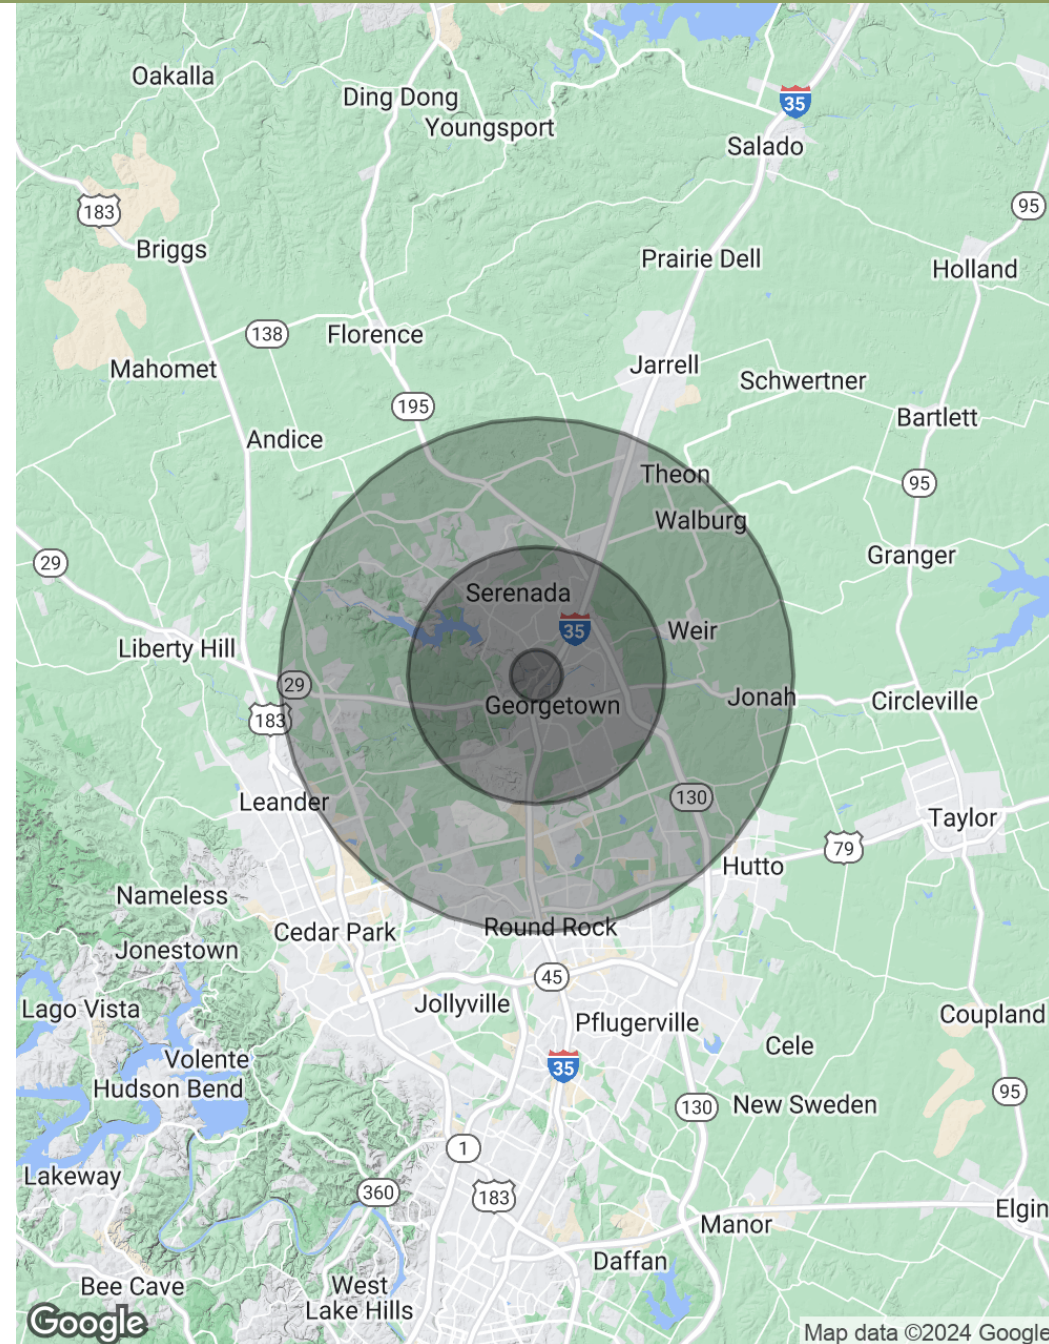 Oakalla
Ding Dong
Youngsport
35
Salado
183
95
Briggs
Prairie Dell
Holland
138
Florence
Mahomet
Jarrell
Schwertner
195
Bartlett
Andice
Theon
95
Walburg
29
Granger
Serenada
35
Weir
Liberty Hill
29
Jonah
Circleville
Georgetown
183
Leander
130
Taylor
79
Hutto
Nameless
Round Rock
Cedar Park
Jonestown
45
Jollyville
Lago Vista
Coupland
Pflugerville
Cele
Volente
35
Hudson Bend
95
130
New Sweden
1
Lakeway
360
183
Elgin
Manor
Daffan
Bee Cave
West
Lake Hills
Google
Map data ©2024 Google